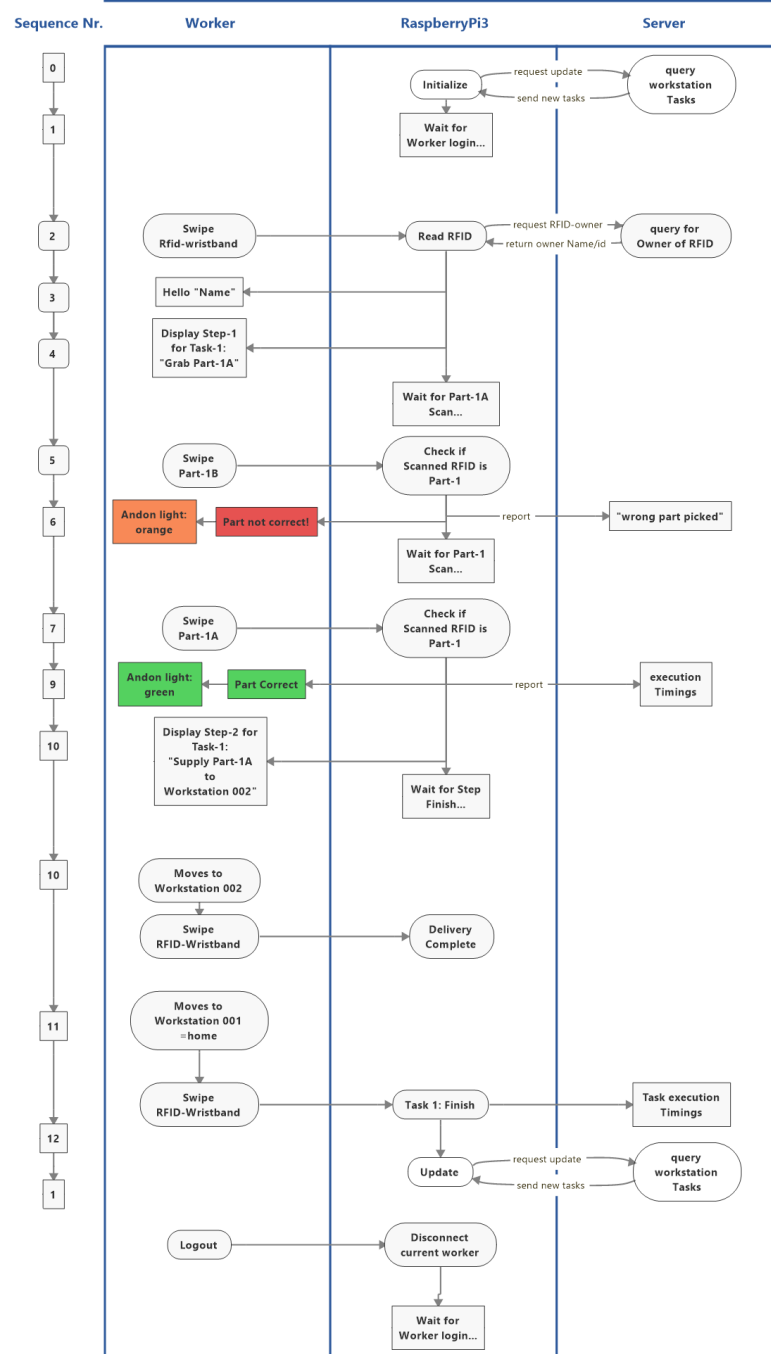 Sequence Nr.
Worker
RaspberryPi3
Server
0
Initialize
request update
send new tasks
query
workstation
Tasks
1
Wait for
Worker login...
2
Swipe
Rfid-wristband
Read RFID
request RFID-owner
return owner Name/id
query for
Owner of RFID
3
Hello "Name"
4
Display Step-1
for Task-1:
"Grab Part-1A"
Wait for Part-1A
Scan...
5
Swipe
Part-1B
Check if
Scanned RFID is
Part-1
6
Andon light:
orange
Part not correct!
report
"wrong part picked"
Wait for Part-1
Scan...
7
Swipe
Part-1A
Check if
Scanned RFID is
Part-1
9
Andon light:
green
Part Correct
report
execution
Timings
10
Display Step-2 for
Task-1:
"Supply Part-1A
to
Workstation 002"
Wait for Step
Finish...
10
Moves to
Workstation 002
Swipe
RFID-Wristband
Delivery
Complete
11
Moves to
Workstation 001
=home
Swipe
RFID-Wristband
Task 1: Finish
Task execution
Timings
12
Update
request update
send new tasks
query
workstation
Tasks
1
Logout
Disconnect
current worker
Wait for
Worker login...